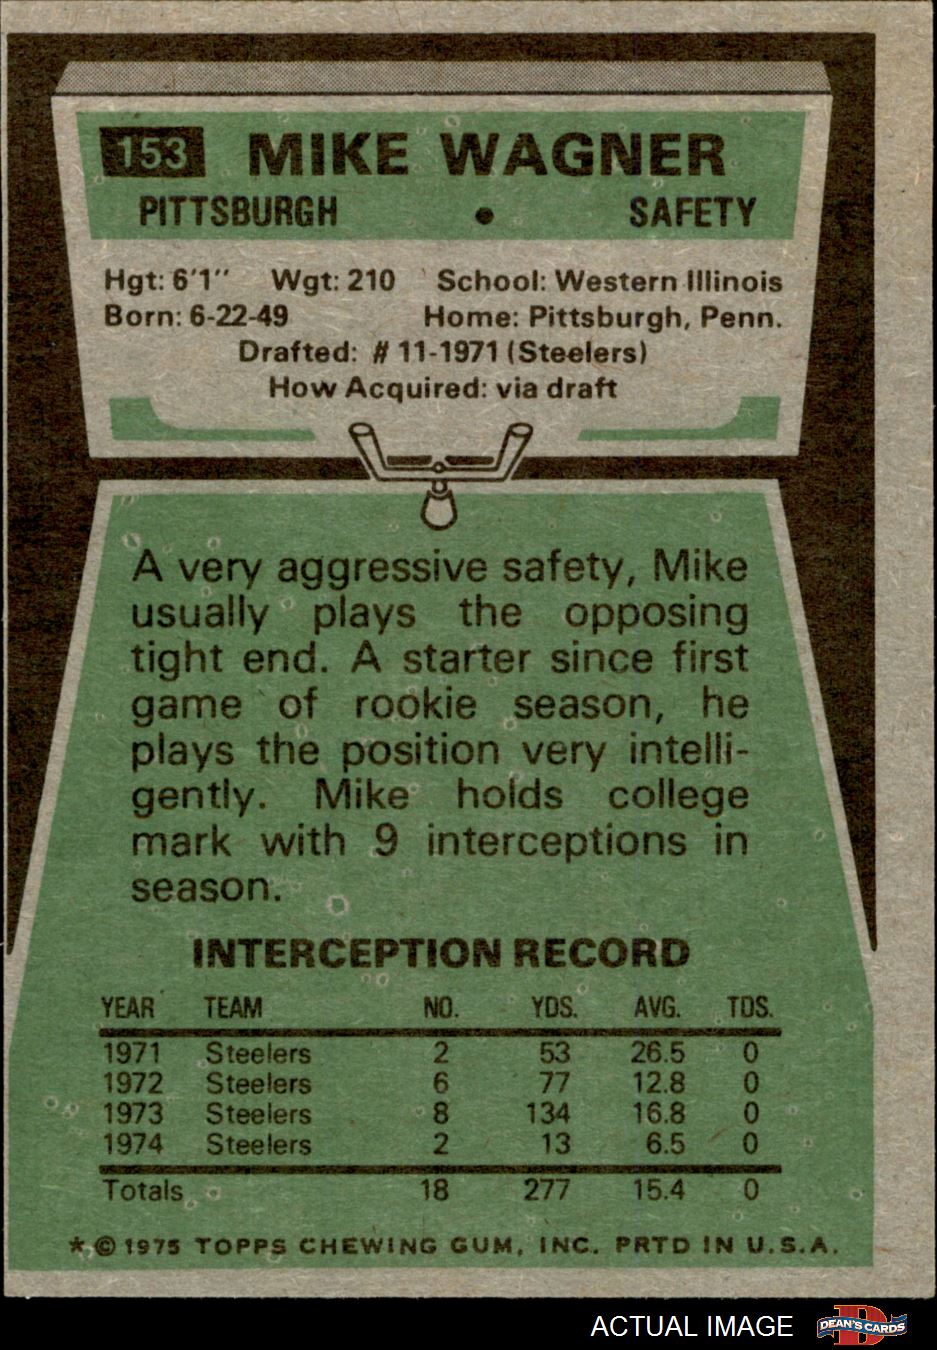 153 MIKE WAGNER
PITTSBURGH • SAFETY
Hgt: 6'1" Wgt: 210 School: Western Illinois
Born: 6-22-49 Home: Pittsburgh, Penn.
Drafted: # 11-1971 (Steelers)
How Acquired: via draft
A very aggressive safety, Mike
usually plays the opposing
tight end. A starter since first
game of rookie season, he
plays the position very intelli-
gently. Mike holds college
mark with 9 interceptions in
season.
INTERCEPTION RECORD
YEAR TEAM NO. YDS. AVG. TDS.
1971 Steelers 2 53 26.5 0
1972 Steelers 6 77 12.8 0
1973 Steelers 8 134 16.8 0
1974 Steelers 2 13 6.5 0
Totals 18 277 15.4 0
* © 1975 TOPPS CHEWING GUM, INC. PRTD IN U.S.A.
ACTUAL IMAGE D DEAN'S CARDS